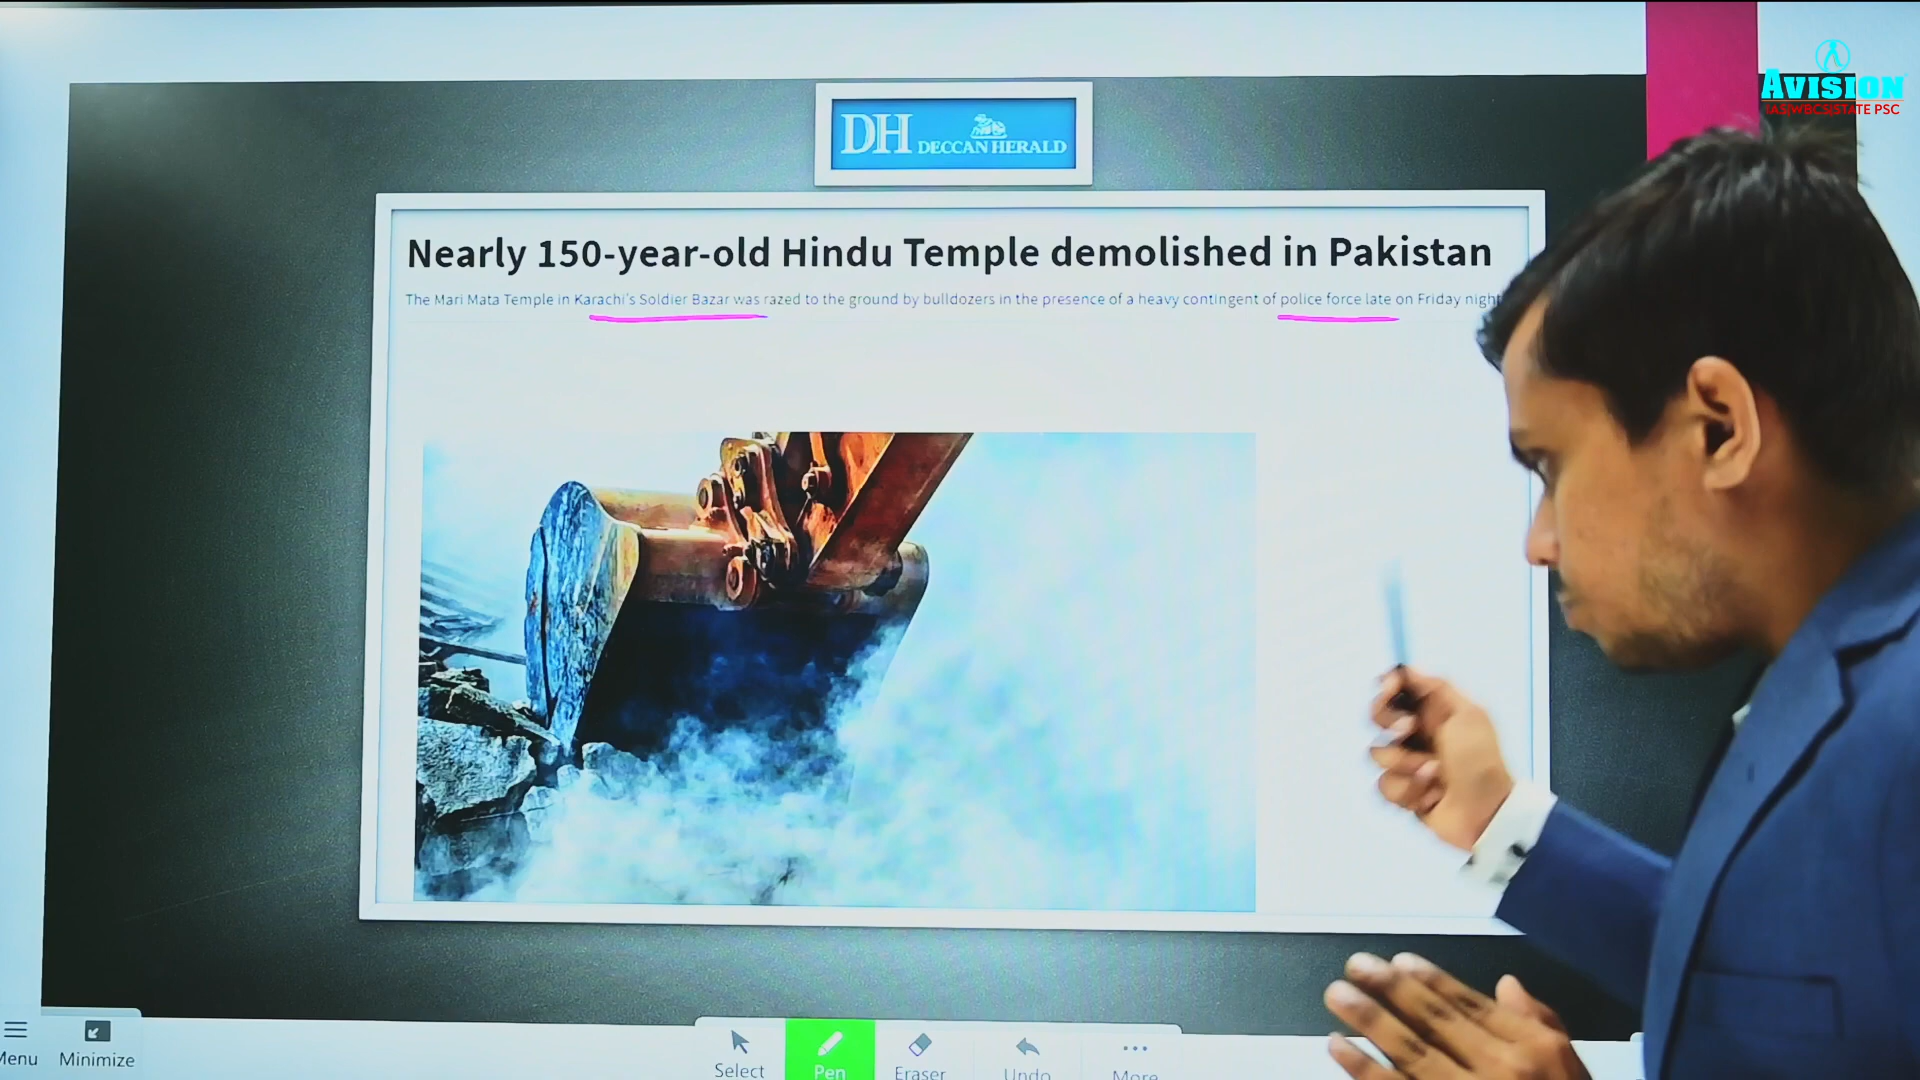 AVISION
IAS|WBCS|STATE PSC
DH DECCAN HERALD
Nearly 150-year-old Hindu Temple demolished in Pakistan
The Mari Mata Temple in Karachi's Soldier Bazar was razed to the ground by bulldozers in the presence of a heavy contingent of police force late on Friday night
Menu
Minimize
Select
Pen
Eraser
Undo
More